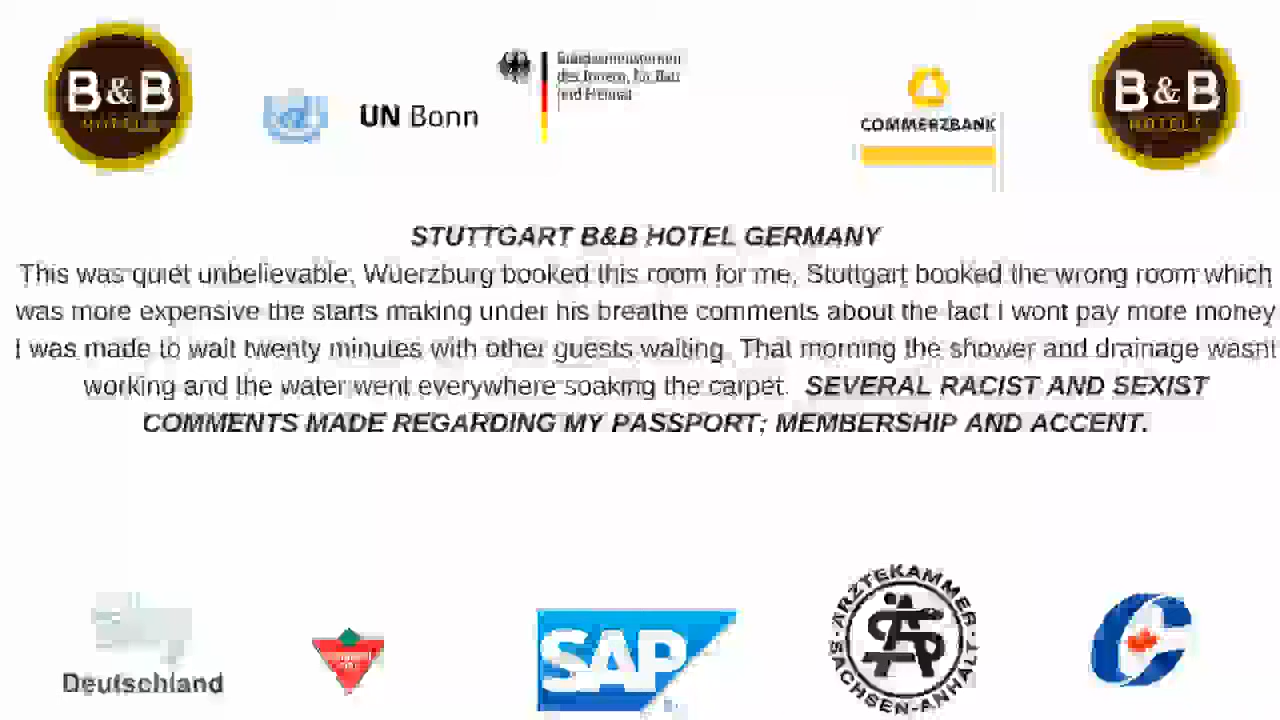 B&B
HOTELS
UN Bonn
Bundesministerium
des Innern, für Bau
und Heimat
COMMERZBANK
B&B
HOTELS
STUTTGART B&B HOTEL GERMANY
This was quiet unbelievable, Wuerzburg booked this room for me, Stuttgart booked the wrong room which
was more expensive the starts making under his breathe comments about the fact I wont pay more money
I was made to wait twenty minutes with other guests waiting. That morning the shower and drainage wasnt
working and the water went everywhere soaking the carpet. SEVERAL RACIST AND SEXIST
COMMENTS MADE REGARDING MY PASSPORT; MEMBERSHIP AND ACCENT.
Deutschland
SAP
ÄRZTEKAMMER
SACHSEN-ANHALT